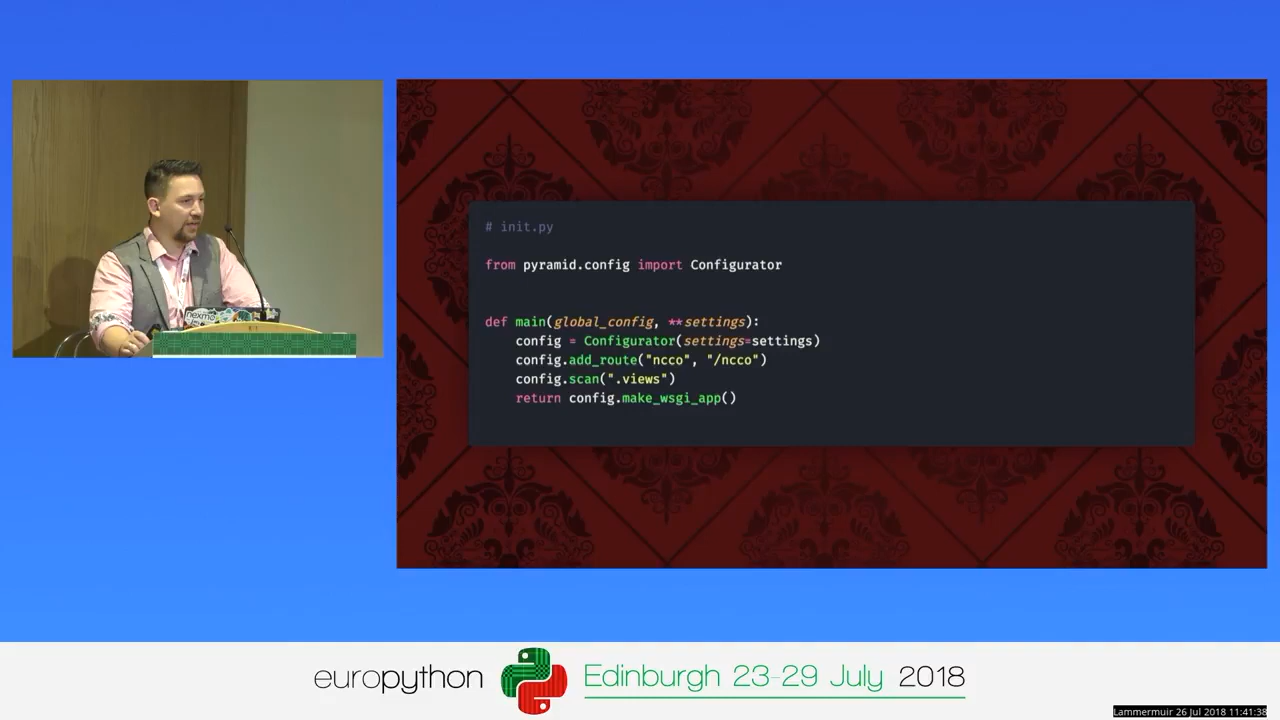 # init.py
from pyramid.config import Configurator
def main(global_config, **settings):
config = Configurator(settings=settings)
config.add_route("ncco", "/ncco")
config.scan(".views")
return config.make_wsgi_app()
nexmo
europython
Edinburgh 23-29 July 2018
Lammermuir 26 Jul 2018 11:41:38